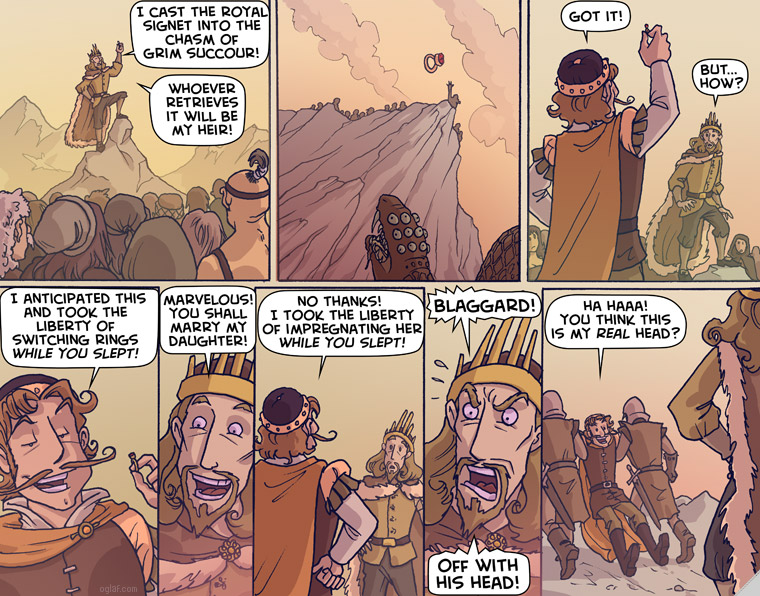 I CAST THE ROYAL
SIGNET INTO THE
CHASM OF
GRIM SUCCOUR!
WHOEVER
RETRIEVES
IT WILL BE
MY HEIR!
GOT IT!
BUT...
HOW?
I ANTICIPATED THIS
AND TOOK THE
LIBERTY OF
SWITCHING RINGS
WHILE YOU SLEPT!
MARVELOUS!
YOU SHALL
MARRY MY
DAUGHTER!
NO THANKS!
I TOOK THE LIBERTY
OF IMPREGNATING HER
WHILE YOU SLEPT!
BLAGGARD!
OFF WITH
HIS HEAD!
HA HAAA!
YOU THINK THIS
IS MY REAL HEAD?
oglaf.com